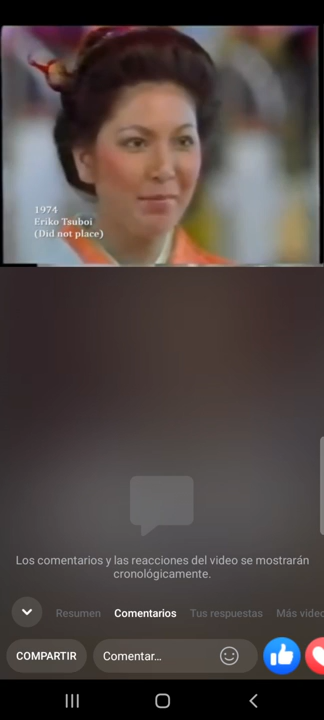 1974
Eriko Tsuboi
(Did not place)
Los comentarios y las reacciones del video se mostrarán
cronológicamente.
Resumen Comentarios Tus respuestas Más video
COMPARTIR Comentar...